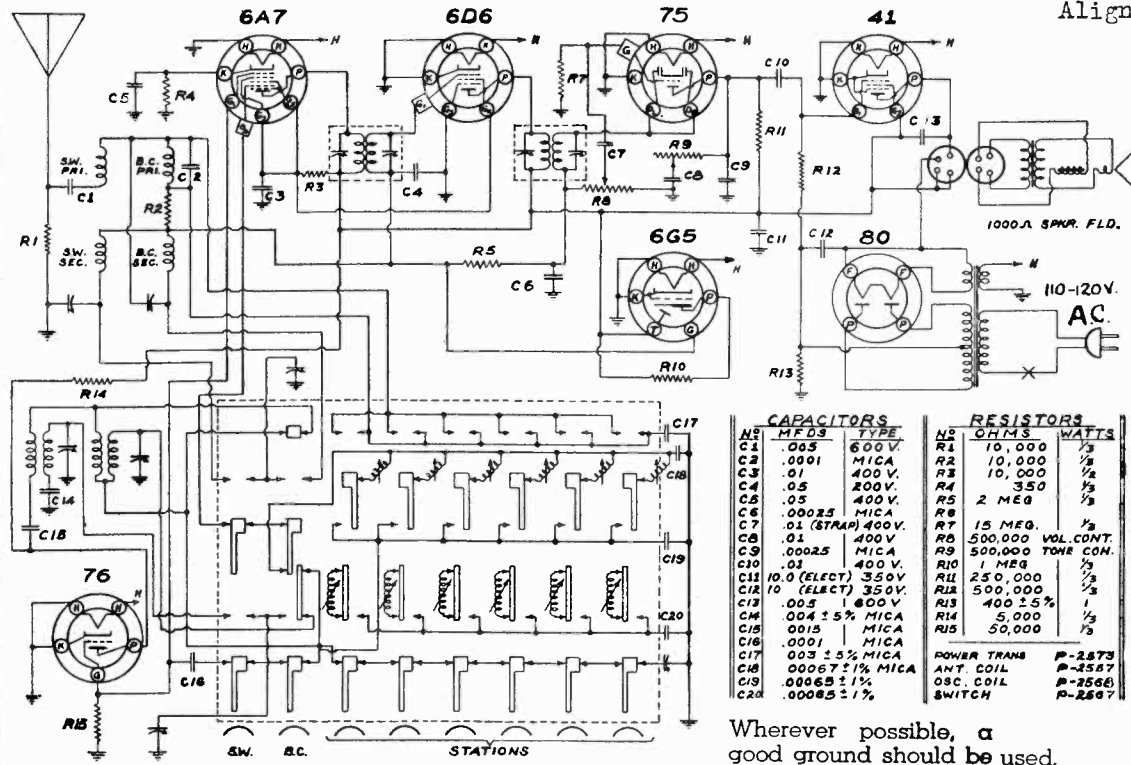 Align
6A7
6D6
75
41
80
6G5
76
H H K P
C5
R4
C1
R1
S.W. PRI.
B.C. PRI.
C2
R2
S.W. SEC.
B.C. SEC.
C3
R3
C4
R5
C6
R7
C7
R8
R9
C8
C9
R10
R11
C10
R12
C11
C12
C13
R13
1000Ω SPKR. FLD.
110-120V.
A.C.
R14
C14
C15
C16
R15
C17
C18
C19
C20
S.W.
B.C.
STATIONS
CAPACITORS
Nº MFDS TYPE
C1 .005 600 V.
C2 .0001 MICA
C3 .01 400 V.
C4 .05 200 V.
C5 .05 400 V.
C6 .00025 MICA
C7 .01 (STRAP) 400 V.
C8 .01 400 V
C9 .00025 MICA
C10 .02 400 V.
C11 10.0 (ELECT) 350 V
C12 10 (ELECT) 350 V.
C13 .005 600 V
C14 .004 ±5% MICA
C15 .0015 MICA
C16 .0001 MICA
C17 .003 ±5% MICA
C18 .00067 ±1% MICA
C19 .00065 ±1%
C20 .00085 ±1%
RESISTORS
Nº OHMS WATTS
R1 10,000 1/3
R2 10,000 1/3
R3 10,000 1/2
R4 350 1/3
R5 2 MEG 1/3
R6
R7 15 MEG. 1/3
R8 500,000 VOL. CONT.
R9 500,000 TONE CON.
R10 1 MEG 1/3
R11 250,000 1/3
R12 500,000 1/3
R13 400 ±5% 1
R14 5,000 1/3
R15 50,000 1/3
POWER TRANS P-2573
ANT. COIL P-2587
OSC. COIL P-2568
SWITCH P-2567
Wherever possible, a
good ground should be used.